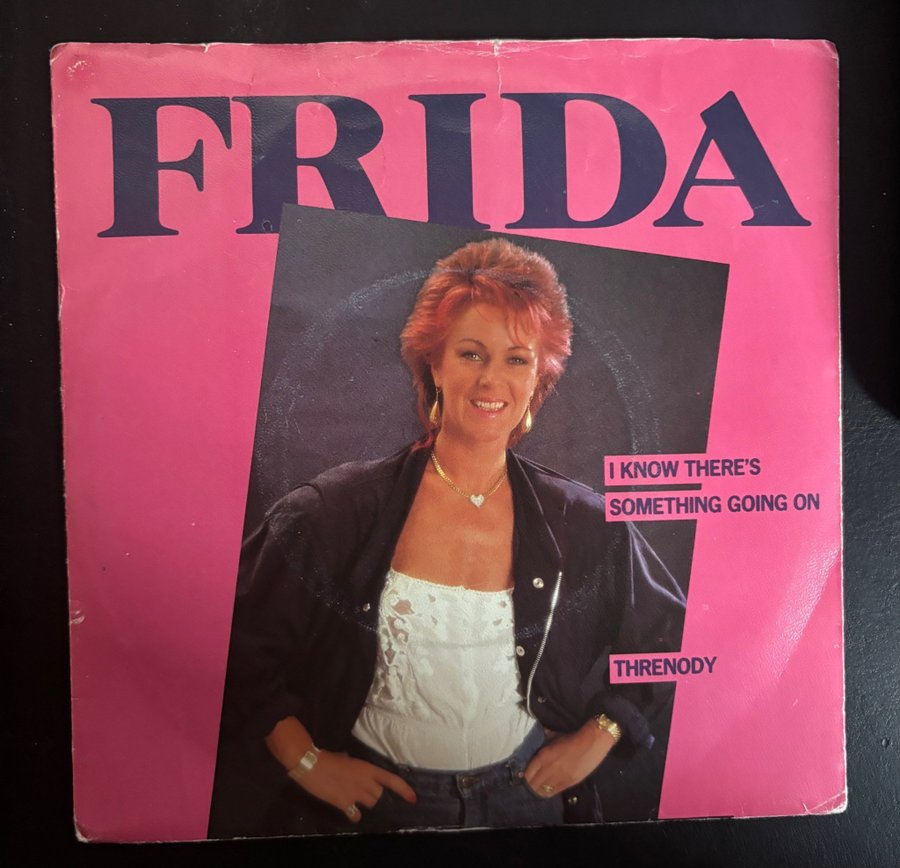 FRIDA
I KNOW THERE'S
SOMETHING GOING ON
THRENODY